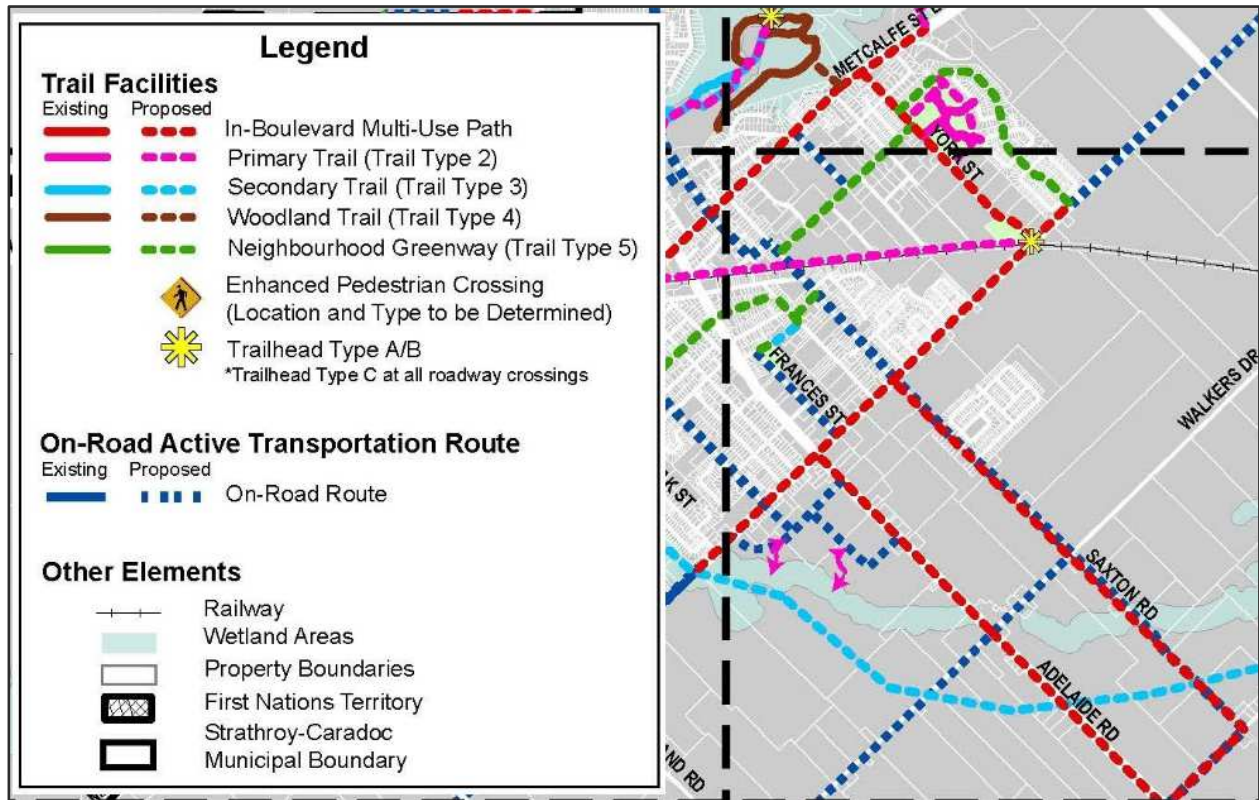 Legend
Trail Facilities
Existing Proposed
In-Boulevard Multi-Use Path
Primary Trail (Trail Type 2)
Secondary Trail (Trail Type 3)
Woodland Trail (Trail Type 4)
Neighbourhood Greenway (Trail Type 5)
Enhanced Pedestrian Crossing
(Location and Type to be Determined)
Trailhead Type A/B
*Trailhead Type C at all roadway crossings
On-Road Active Transportation Route
Existing Proposed
On-Road Route
Other Elements
Railway
Wetland Areas
Property Boundaries
First Nations Territory
Strathroy-Caradoc
Municipal Boundary
METCALFE ST
YORK ST
FRANCES ST
WALKERS DR
SAXTON RD
ADELAIDE RD
ST
RD